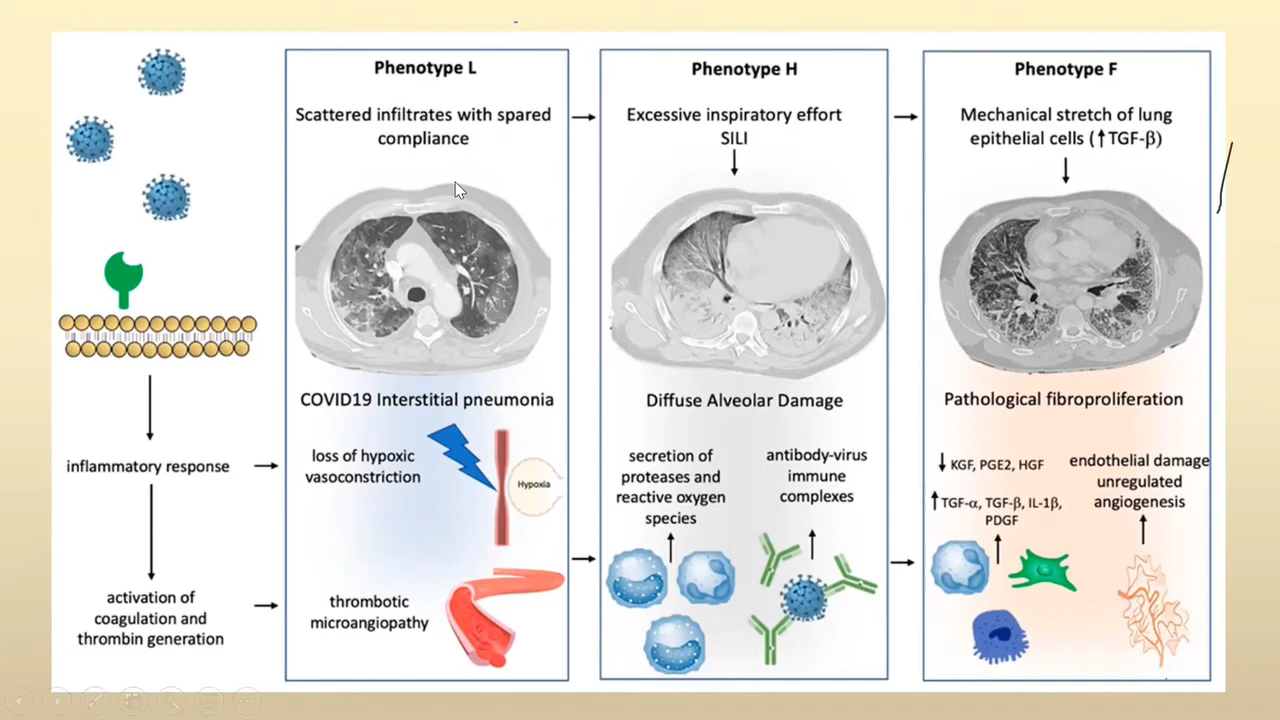 inflammatory response
activation of
coagulation and
thrombin generation
Phenotype L
Scattered infiltrates with spared
compliance
COVID19 Interstitial pneumonia
loss of hypoxic
vasoconstriction
Hypoxia
thrombotic
microangiopathy
Phenotype H
Excessive inspiratory effort
SILI
Diffuse Alveolar Damage
secretion of
proteases and
reactive oxygen
species
antibody-virus
immune
complexes
Phenotype F
Mechanical stretch of lung
epithelial cells (↑TGF-β)
Pathological fibroproliferation
↓ KGF, PGE2, HGF
↑ TGF-α, TGF-β, IL-1β,
PDGF
endothelial damage
unregulated
angiogenesis